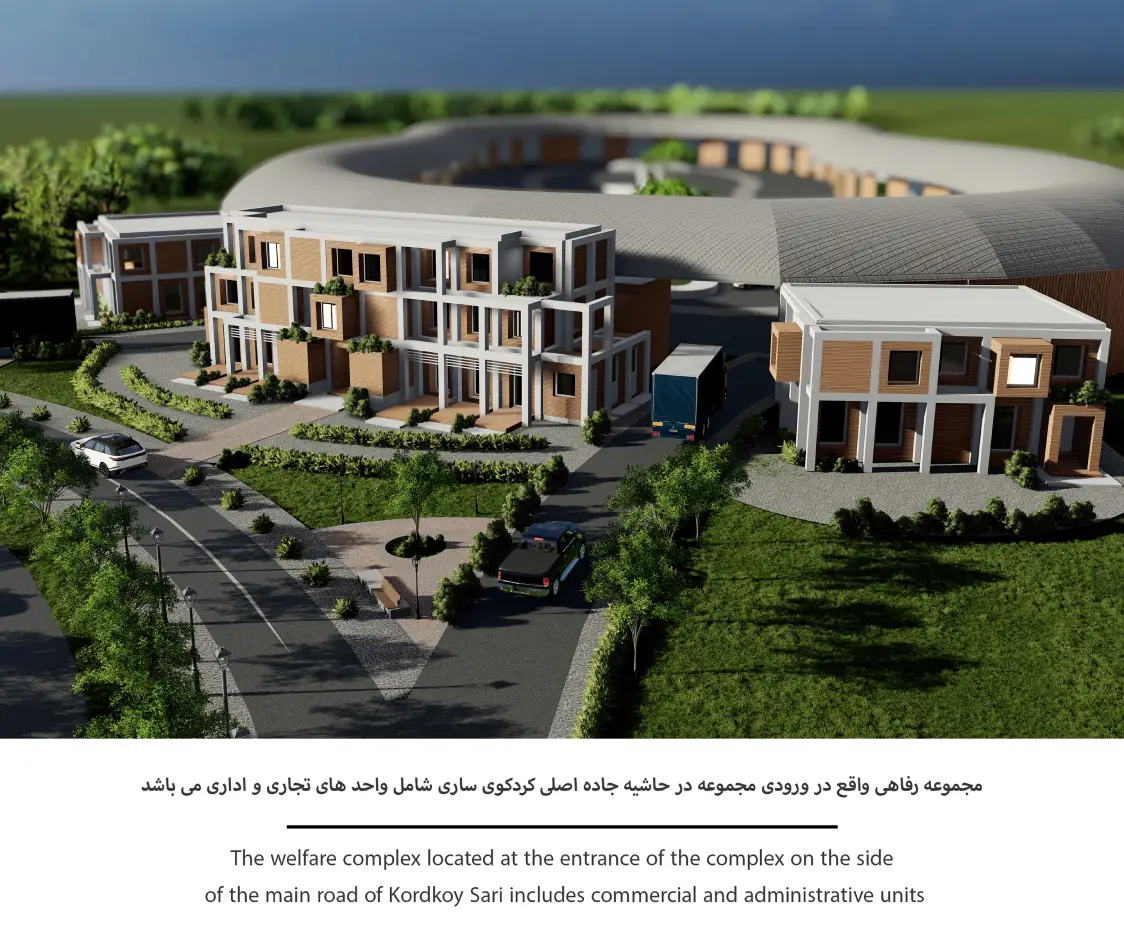 مجموعه رفاهی واقع در ورودی مجموعه در حاشیه جاده اصلی کردکوی ساری شامل واحد های تجاری و اداری می باشد
The welfare complex located at the entrance of the complex on the side
of the main road of Kordkoy Sari includes commercial and administrative units